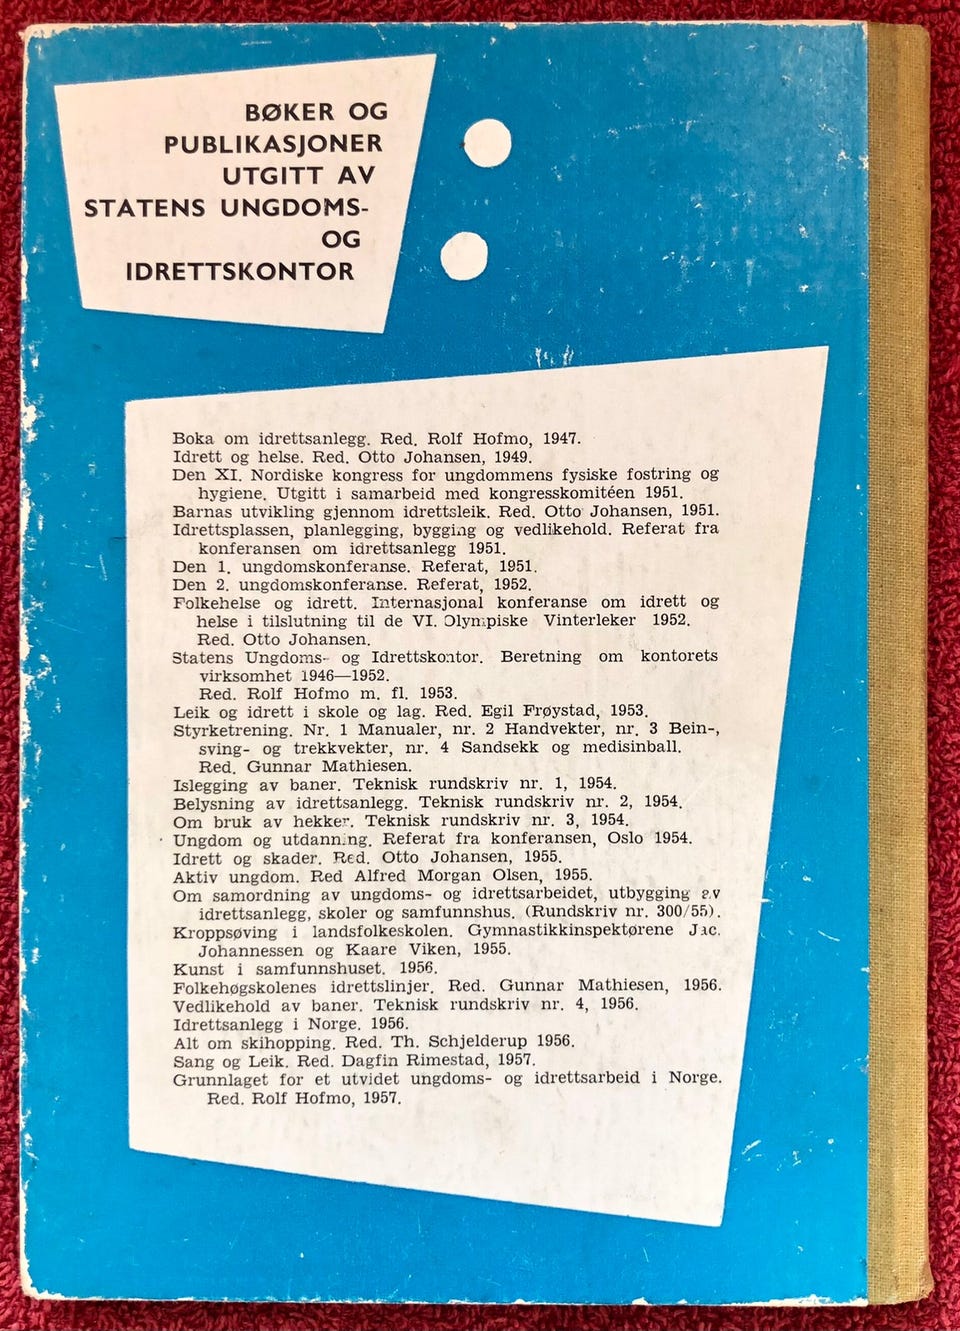 BØKER OG
PUBLIKASJONER
UTGITT AV
STATENS UNGDOMS-
OG
IDRETTSKONTOR
Boka om idrettsanlegg. Red. Rolf Hofmo, 1947.
Idrett og helse. Red. Otto Johansen, 1949.
Den XI. Nordiske kongress for ungdommens fysiske fostring og
hygiene. Utgitt i samarbeid med kongresskomitéen 1951.
Barnas utvikling gjennom idrettsleik. Red. Otto Johansen, 1951.
Idrettsplassen, planlegging, bygging og vedlikehold. Referat fra
konferansen om idrettsanlegg 1951.
Den 1. ungdomskonferanse. Referat, 1951.
Den 2. ungdomskonferanse. Referat, 1952.
Folkehelse og idrett. Internasjonal konferanse om idrett og
helse i tilslutning til de VI. Olympiske Vinterleker 1952.
Red. Otto Johansen.
Statens Ungdoms- og Idrettskontor. Beretning om kontorets
virksomhet 1946—1952.
Red. Rolf Hofmo m. fl. 1953.
Leik og idrett i skole og lag. Red. Egil Frøystad, 1953.
Styrketrening. Nr. 1 Manualer, nr. 2 Handvekter, nr. 3 Bein-,
sving- og trekkvekter, nr. 4 Sandsekk og medisinball.
Red. Gunnar Mathiesen.
Islegging av baner. Teknisk rundskriv nr. 1, 1954.
Belysning av idrettsanlegg. Teknisk rundskriv nr. 2, 1954.
Om bruk av hekker. Teknisk rundskriv nr. 3, 1954.
Ungdom og utdanning. Referat fra konferansen, Oslo 1954.
Idrett og skader. Red. Otto Johansen, 1955.
Aktiv ungdom. Red Alfred Morgan Olsen, 1955.
Om samordning av ungdoms- og idrettsarbeidet, utbygging av
idrettsanlegg, skoler og samfunnshus. (Rundskriv nr. 300/55).
Kroppsøving i landsfolkeskolen. Gymnastikkinspektørene Jac.
Johannessen og Kaare Viken, 1955.
Kunst i samfunnshuset. 1956.
Folkehøgskolenes idrettslinjer. Red. Gunnar Mathiesen, 1956.
Vedlikehold av baner. Teknisk rundskriv nr. 4, 1956.
Idrettsanlegg i Norge. 1956.
Alt om skihopping. Red. Th. Schjelderup 1956.
Sang og Leik. Red. Dagfin Rimestad, 1957.
Grunnlaget for et utvidet ungdoms- og idrettsarbeid i Norge.
Red. Rolf Hofmo, 1957.